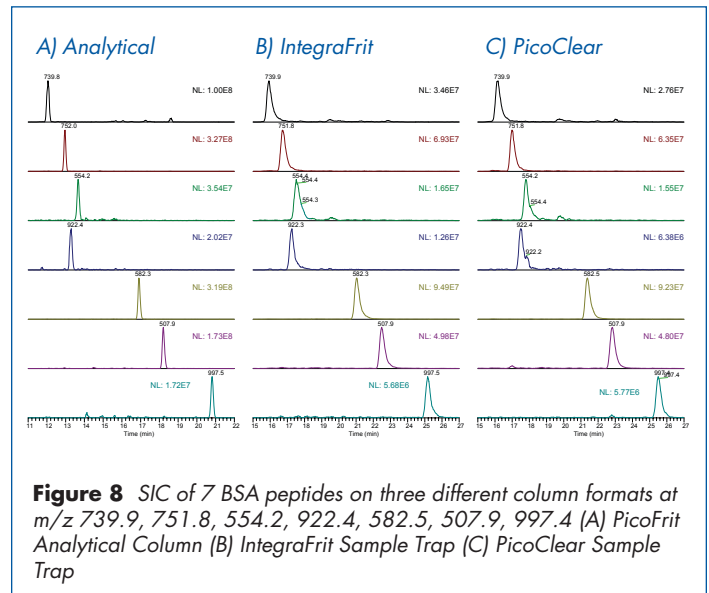 A) Analytical
B) IntegraFrit
C) PicoClear
739.8
NL: 1.00E8
739.9
NL: 3.46E7
739.9
NL: 2.76E7
752.0
NL: 3.27E8
751.8
NL: 6.93E7
751.8
NL: 6.35E7
554.2
NL: 3.54E7
554.4
554.4
554.3
NL: 1.65E7
554.2
554.4
NL: 1.55E7
922.4
NL: 2.02E7
922.3
NL: 1.26E7
922.4
922.2
NL: 6.38E6
582.3
NL: 3.19E8
582.3
NL: 9.49E7
582.5
NL: 9.23E7
507.9
NL: 1.73E8
507.9
NL: 4.98E7
507.9
NL: 4.80E7
997.5
NL: 1.72E7
997.5
NL: 5.68E6
997.4
997.4
NL: 5.77E6
11 12 13 14 15 16 17 18 19 20 21 22
Time (min)
15 16 17 18 19 20 21 22 23 24 25 26 27
Time (min)
15 16 17 18 19 20 21 22 23 24 25 26 27
Time (min)
Figure 8 SIC of 7 BSA peptides on three different column formats at
m/z 739.9, 751.8, 554.2, 922.4, 582.5, 507.9, 997.4 (A) PicoFrit
Analytical Column (B) IntegraFrit Sample Trap (C) PicoClear Sample
Trap